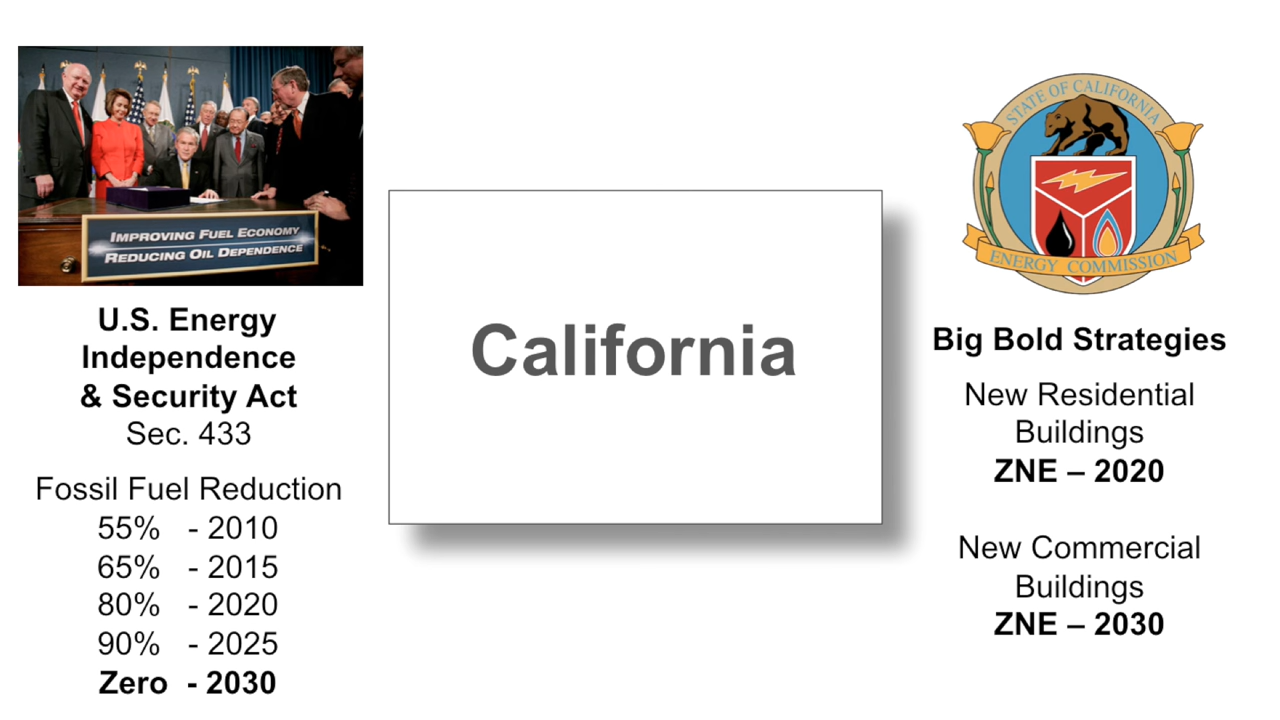 IMPROVING FUEL ECONOMY
REDUCING OIL DEPENDENCE
U.S. Energy
Independence
& Security Act
Sec. 433
Fossil Fuel Reduction
55% - 2010
65% - 2015
80% - 2020
90% - 2025
Zero - 2030
California
STATE OF CALIFORNIA
ENERGY COMMISSION
Big Bold Strategies
New Residential
Buildings
ZNE – 2020
New Commercial
Buildings
ZNE – 2030